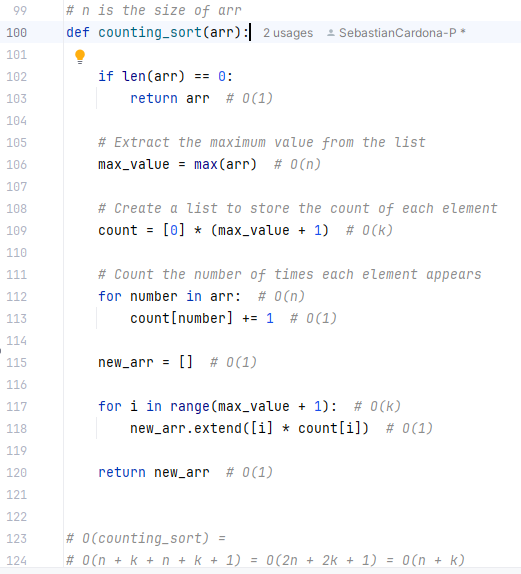 99 # n is the size of arr
100 def counting_sort(arr): 2 usages SebastianCardona-P *
101
102     if len(arr) == 0:
103         return arr  # O(1)
104
105     # Extract the maximum value from the list
106     max_value = max(arr)  # O(n)
107
108     # Create a list to store the count of each element
109     count = [0] * (max_value + 1)  # O(k)
110
111     # Count the number of times each element appears
112     for number in arr:  # O(n)
113         count[number] += 1  # O(1)
114
115     new_arr = []  # O(1)
116
117     for i in range(max_value + 1):  # O(k)
118         new_arr.extend([i] * count[i])  # O(1)
119
120     return new_arr  # O(1)
121
122
123 # O(counting_sort) =
124 # O(n + k + n + k + 1) = O(2n + 2k + 1) = O(n + k)